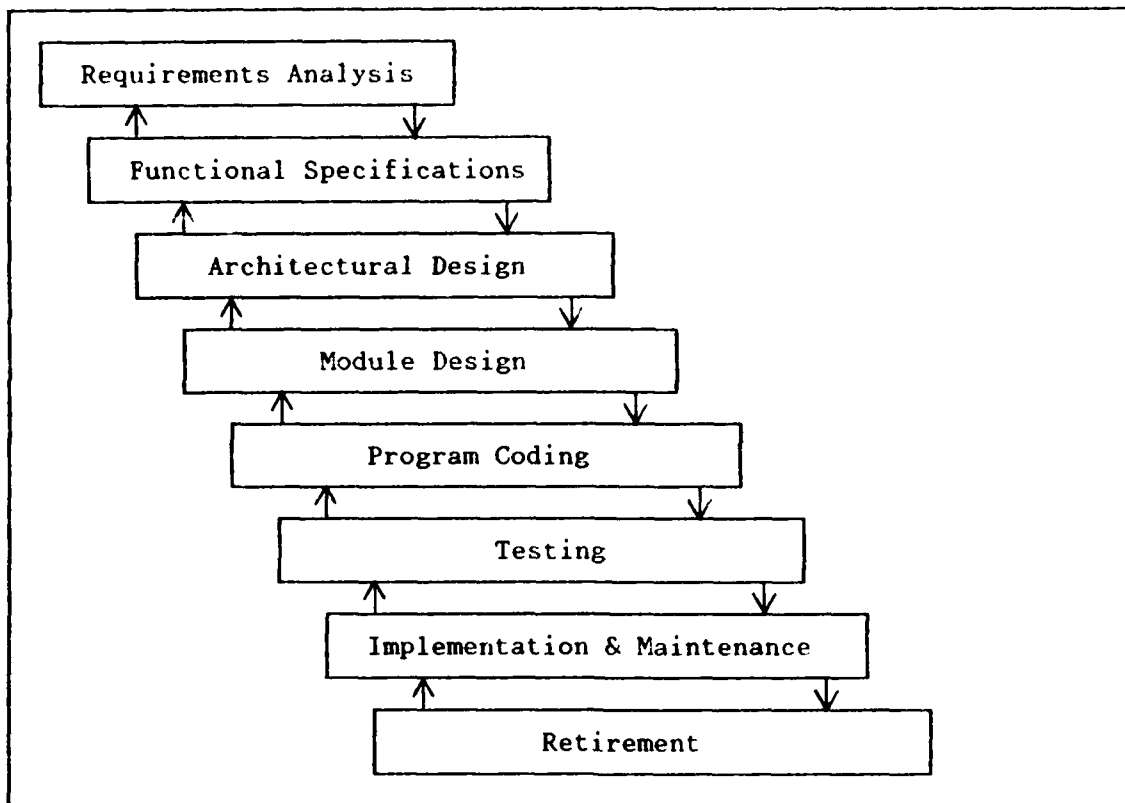 Requirements Analysis
Functional Specifications
Architectural Design
Module Design
Program Coding
Testing
Implementation & Maintenance
Retirement